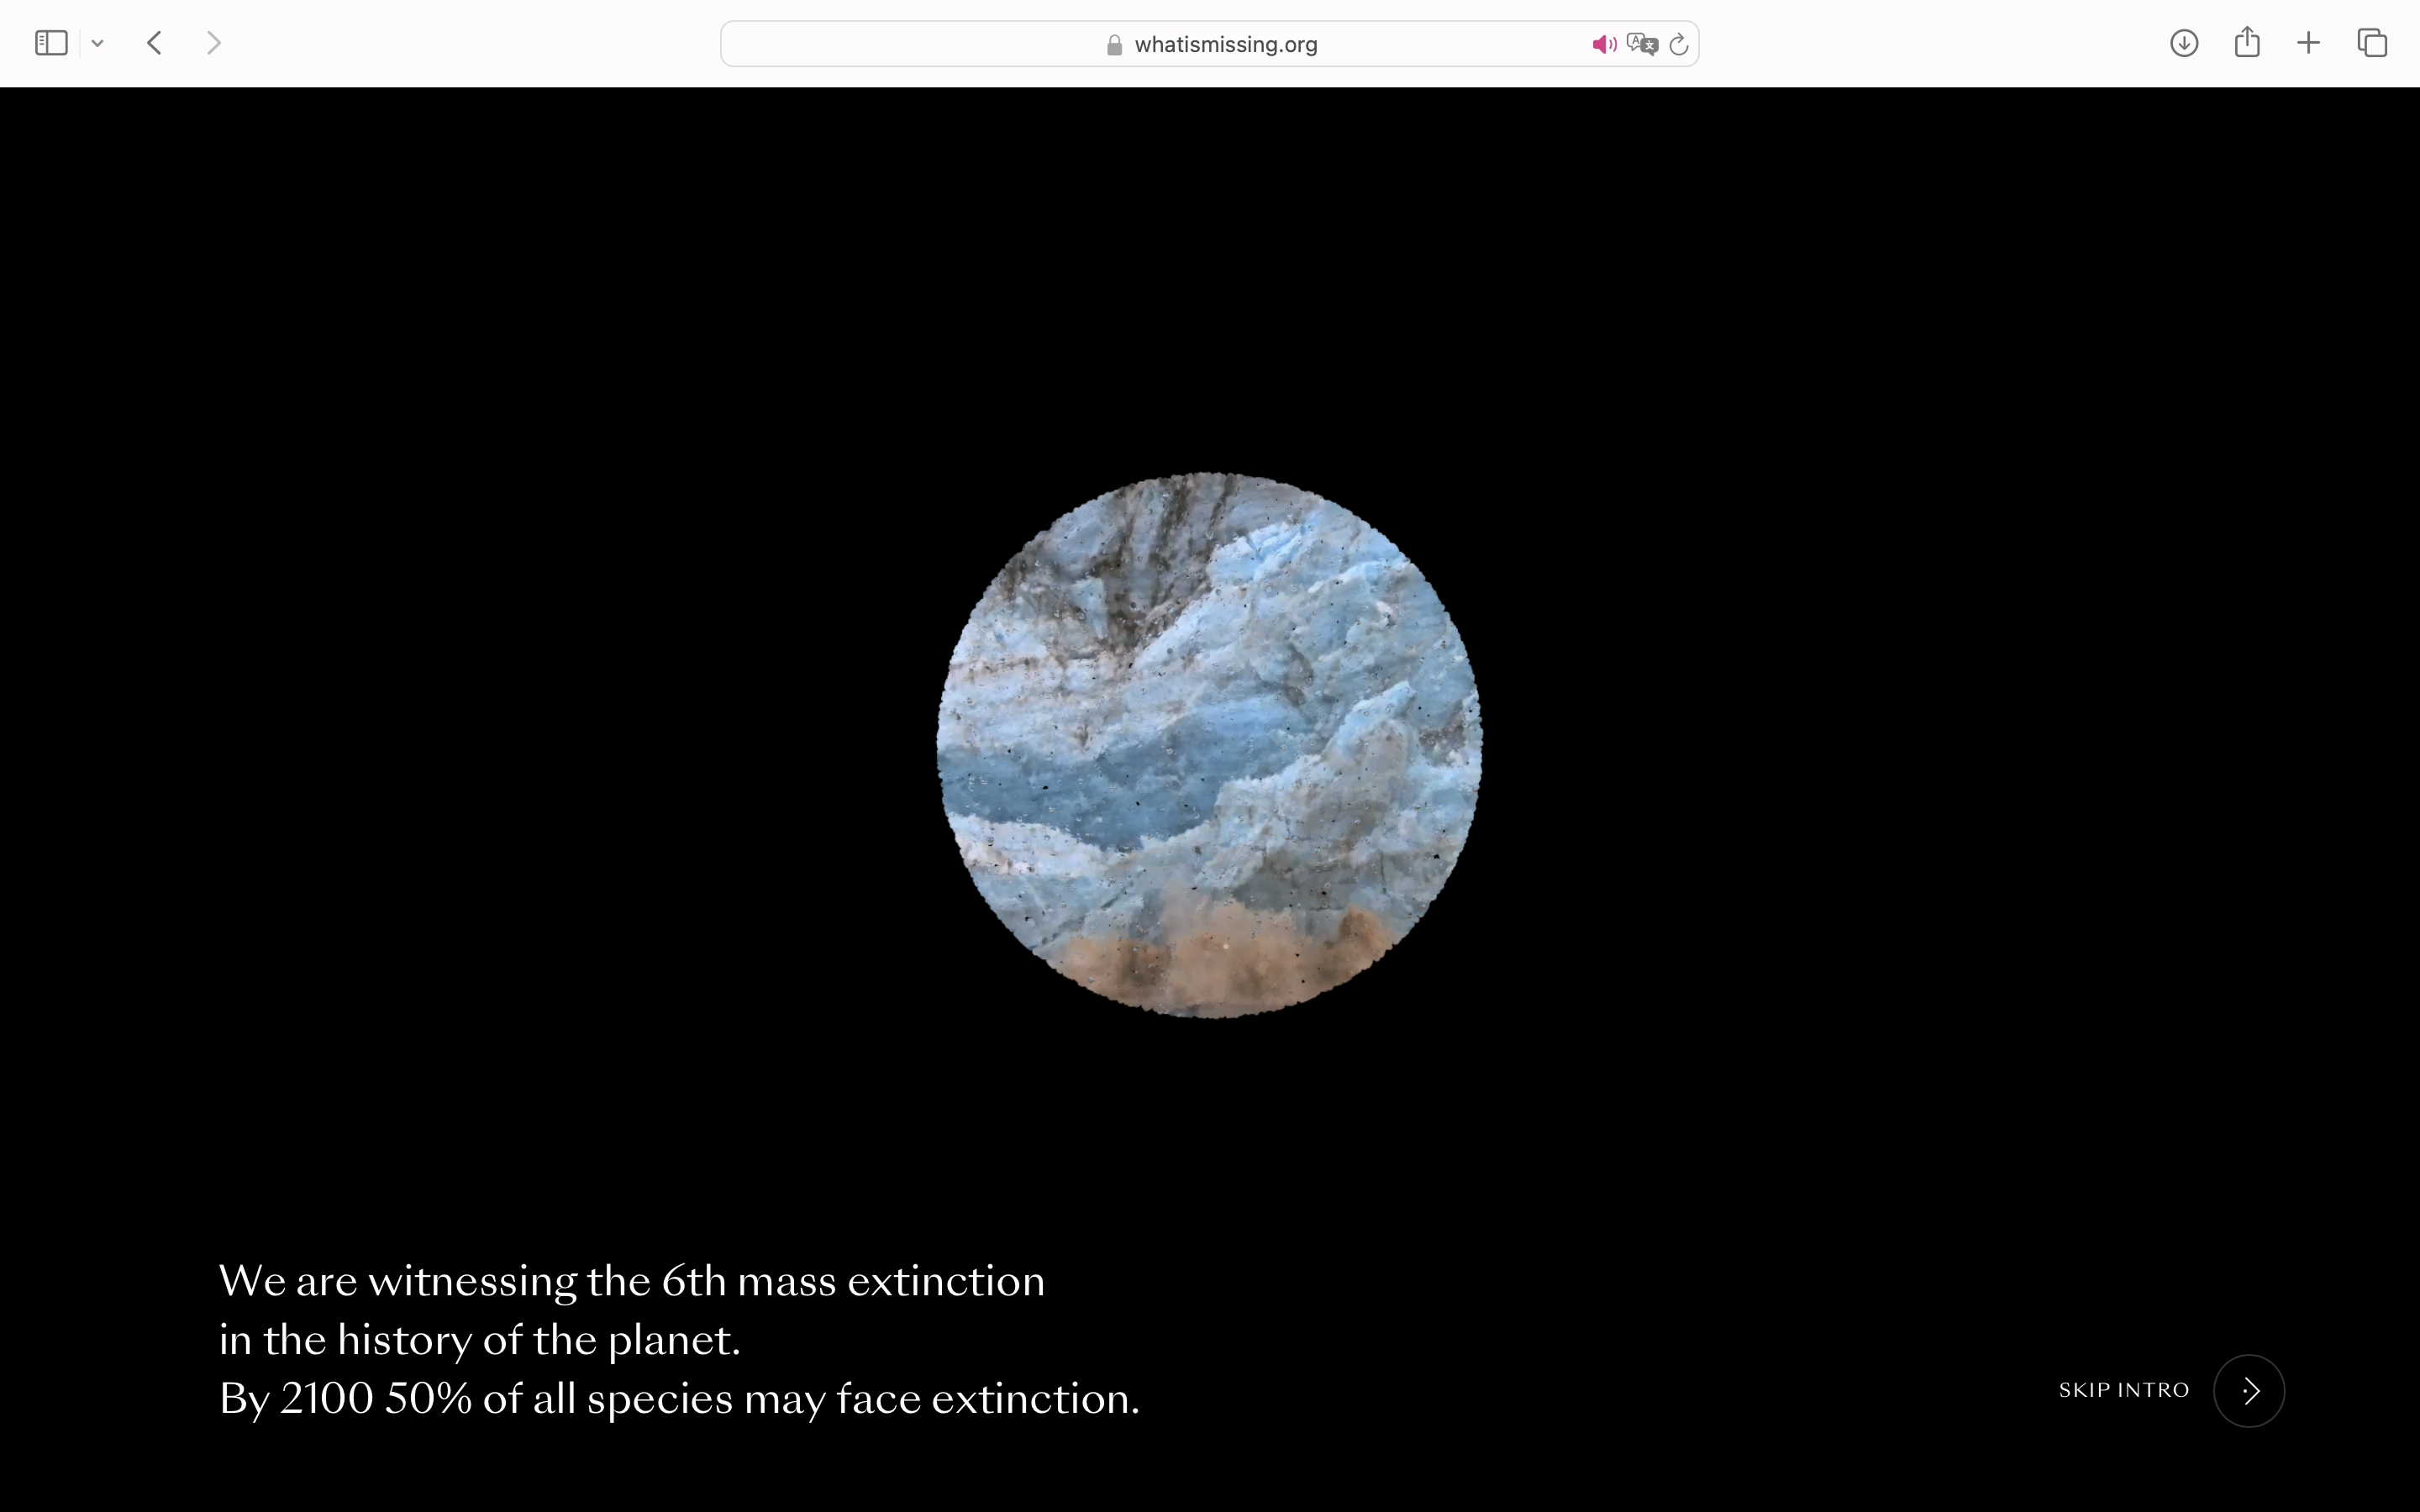 whatismissing.org
We are witnessing the 6th mass extinction
in the history of the planet.
By 2100 50% of all species may face extinction.
SKIP INTRO